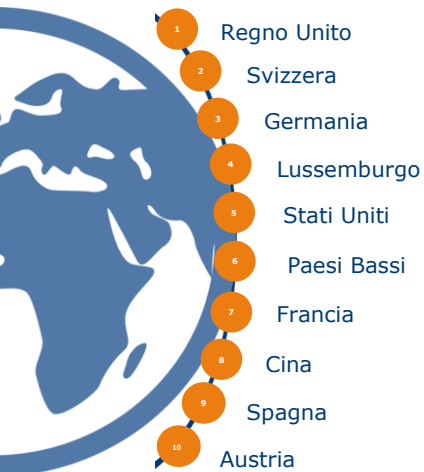 1 Regno Unito
2 Svizzera
3 Germania
4 Lussemburgo
5 Stati Uniti
6 Paesi Bassi
7 Francia
8 Cina
9 Spagna
10 Austria